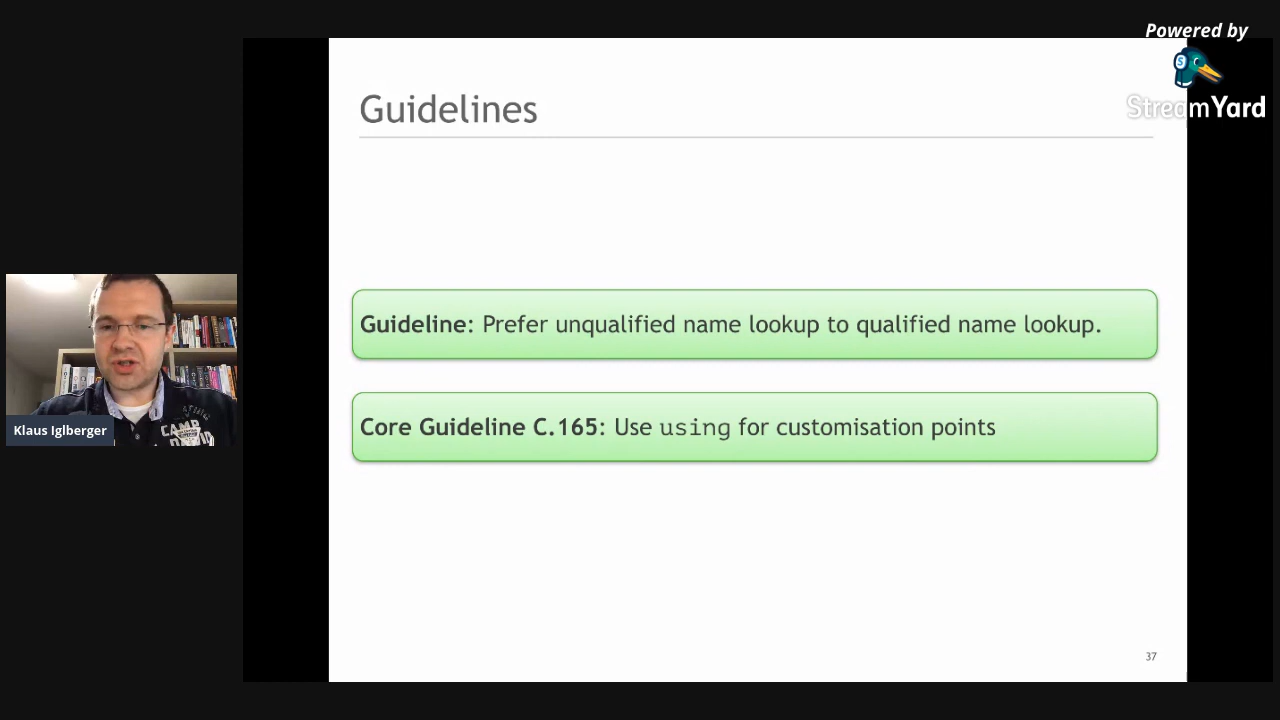 Powered by
StreamYard
Guidelines
Guideline: Prefer unqualified name lookup to qualified name lookup.
Core Guideline C.165: Use using for customisation points
Klaus Iglberger
CAMP
37